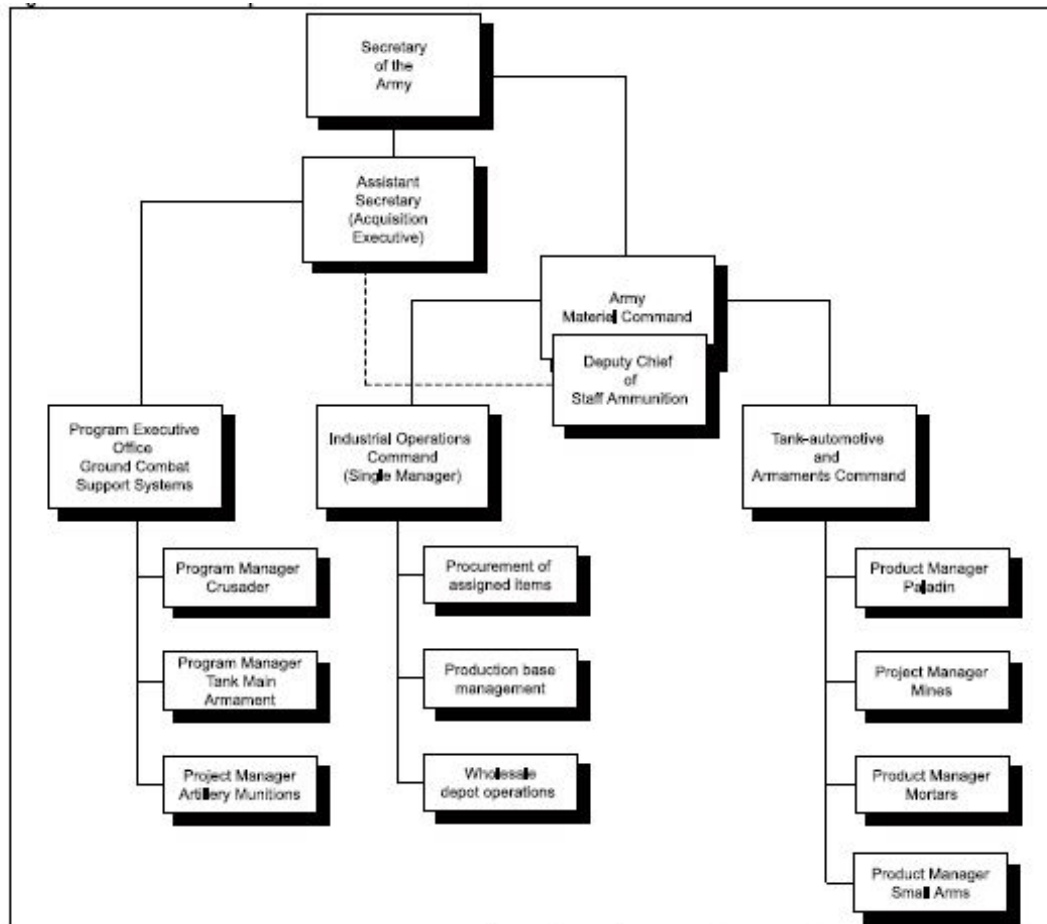 Secretary
of the
Army
Assistant
Secretary
(Acquisition
Executive)
Army
Materiel Command
Deputy Chief
of
Staff Ammunition
Program Executive
Office
Ground Combat
Support Systems
Industrial Operations
Command
(Single Manager)
Tank-automotive
and
Armaments Command
Program Manager
Crusader
Procurement of
assigned items
Product Manager
Paladin
Program Manager
Tank Main
Armament
Production base
management
Project Manager
Mines
Project Manager
Artillery Munitions
Wholesale
depot operations
Product Manager
Mortars
Product Manager
Small Arms